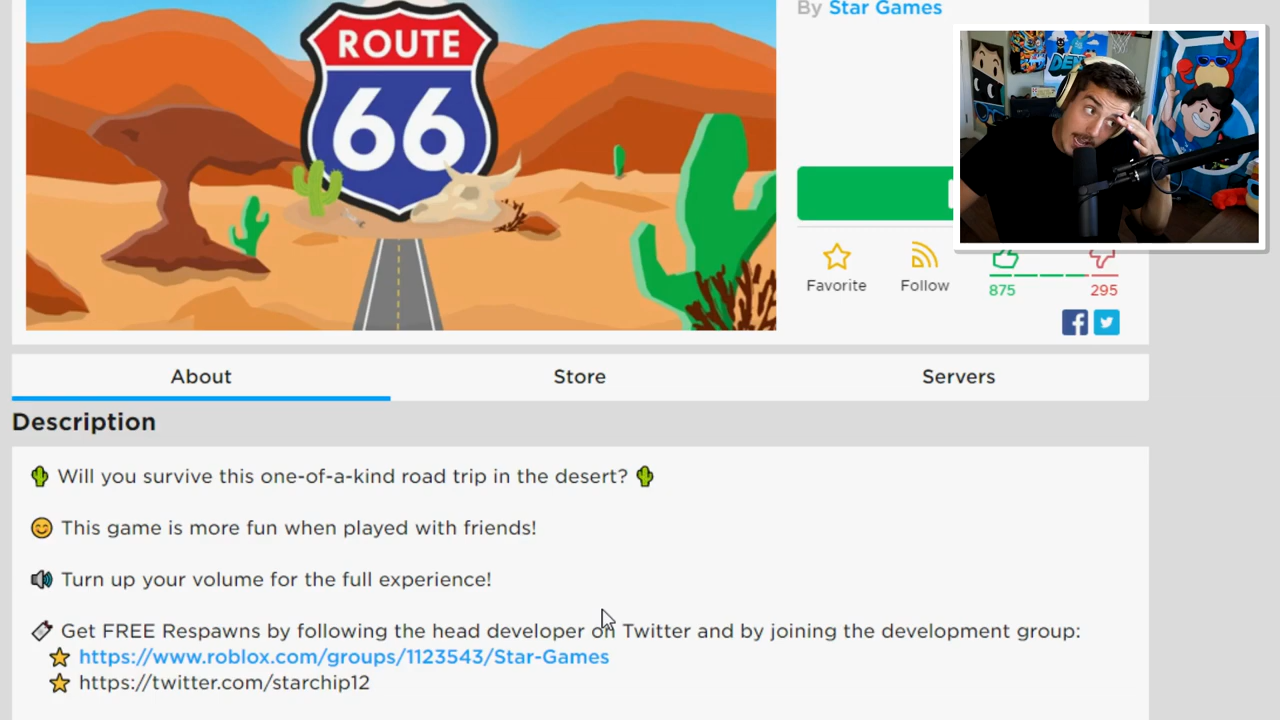 By Star Games
ROUTE
66
Favorite
Follow
875
295
About
Store
Servers
Description
🌵 Will you survive this one-of-a-kind road trip in the desert? 🌵
😊 This game is more fun when played with friends!
🔊 Turn up your volume for the full experience!
Get FREE Respawns by following the head developer on Twitter and by joining the development group:
⭐ https://www.roblox.com/groups/1123543/Star-Games
⭐ https://twitter.com/starchip12